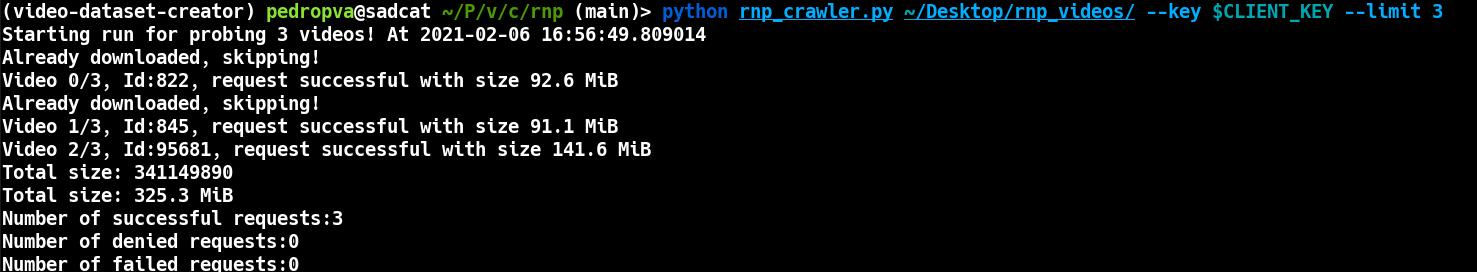 (video-dataset-creator) pedropva@sadcat ~/P/v/c/rnp (main)> python rnp_crawler.py ~/Desktop/rnp_videos/ --key $CLIENT_KEY --limit 3
Starting run for probing 3 videos! At 2021-02-06 16:56:49.809014
Already downloaded, skipping!
Video 0/3, Id:822, request successful with size 92.6 MiB
Already downloaded, skipping!
Video 1/3, Id:845, request successful with size 91.1 MiB
Video 2/3, Id:95681, request successful with size 141.6 MiB
Total size: 341149890
Total size: 325.3 MiB
Number of successful requests:3
Number of denied requests:0
Number of failed requests:0